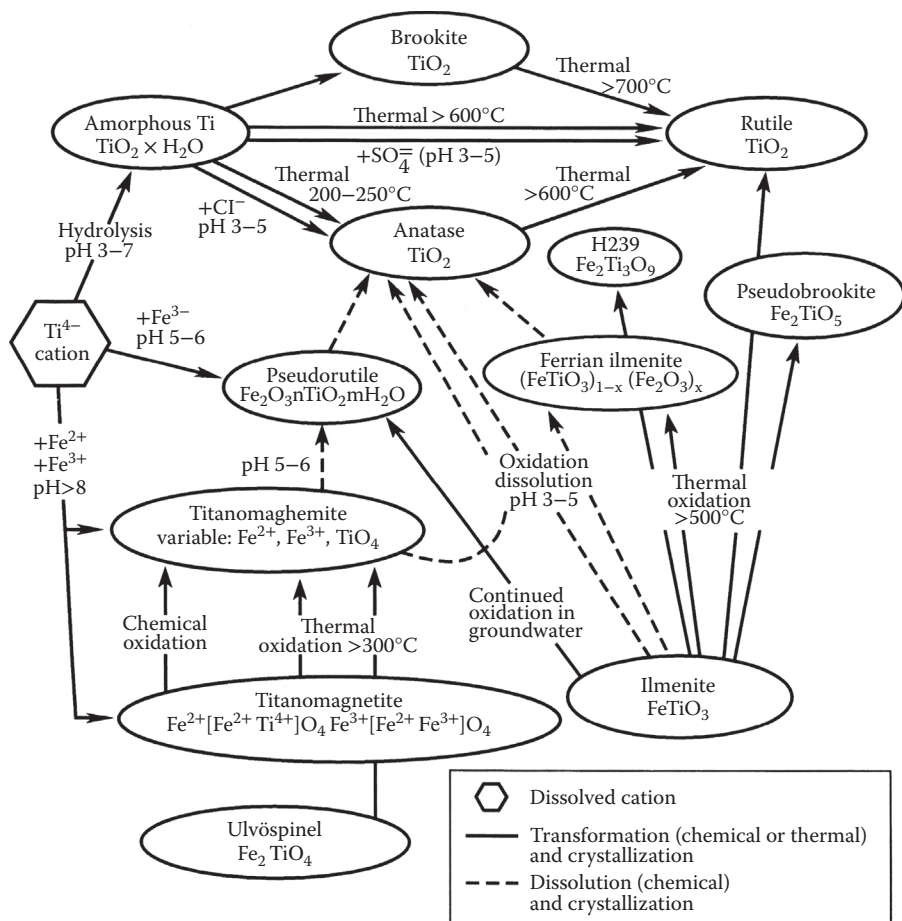 Brookite
TiO2
Thermal
>700°C
Amorphous Ti
TiO2 × H2O
Thermal > 600°C
+SO4= (pH 3–5)
Rutile
TiO2
Thermal
200–250°C
Thermal
>600°C
+CI–
pH 3–5
Anatase
TiO2
Hydrolysis
pH 3–7
H239
Fe2Ti3O9
Pseudobrookite
Fe2TiO5
Ti4–
cation
+Fe3–
pH 5–6
Pseudorutile
Fe2O3nTiO2mH2O
Ferrian ilmenite
(FeTiO3)1–x (Fe2O3)x
+Fe2+
+Fe3+
pH>8
pH 5–6
Oxidation
dissolution
pH 3–5
Thermal
oxidation
>500°C
Titanomaghemite
variable: Fe2+, Fe3+, TiO4
Chemical
oxidation
Thermal
oxidation >300°C
Continued
oxidation in
groundwater
Titanomagnetite
Fe2+[Fe2+ Ti4+]O4 Fe3+[Fe2+ Fe3+]O4
Ilmenite
FeTiO3
Ulvöspinel
Fe2 TiO4
Dissolved cation
Transformation (chemical or thermal)
and crystallization
Dissolution (chemical) and
crystallization